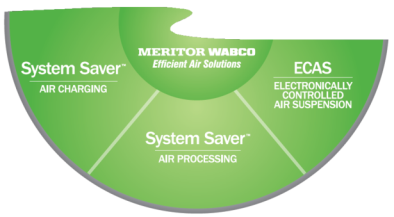 MERITOR WABCO
Efficient Air Solutions
System Saver™
AIR CHARGING
System Saver™
AIR PROCESSING
ECAS
ELECTRONICALLY
CONTROLLED
AIR SUSPENSION